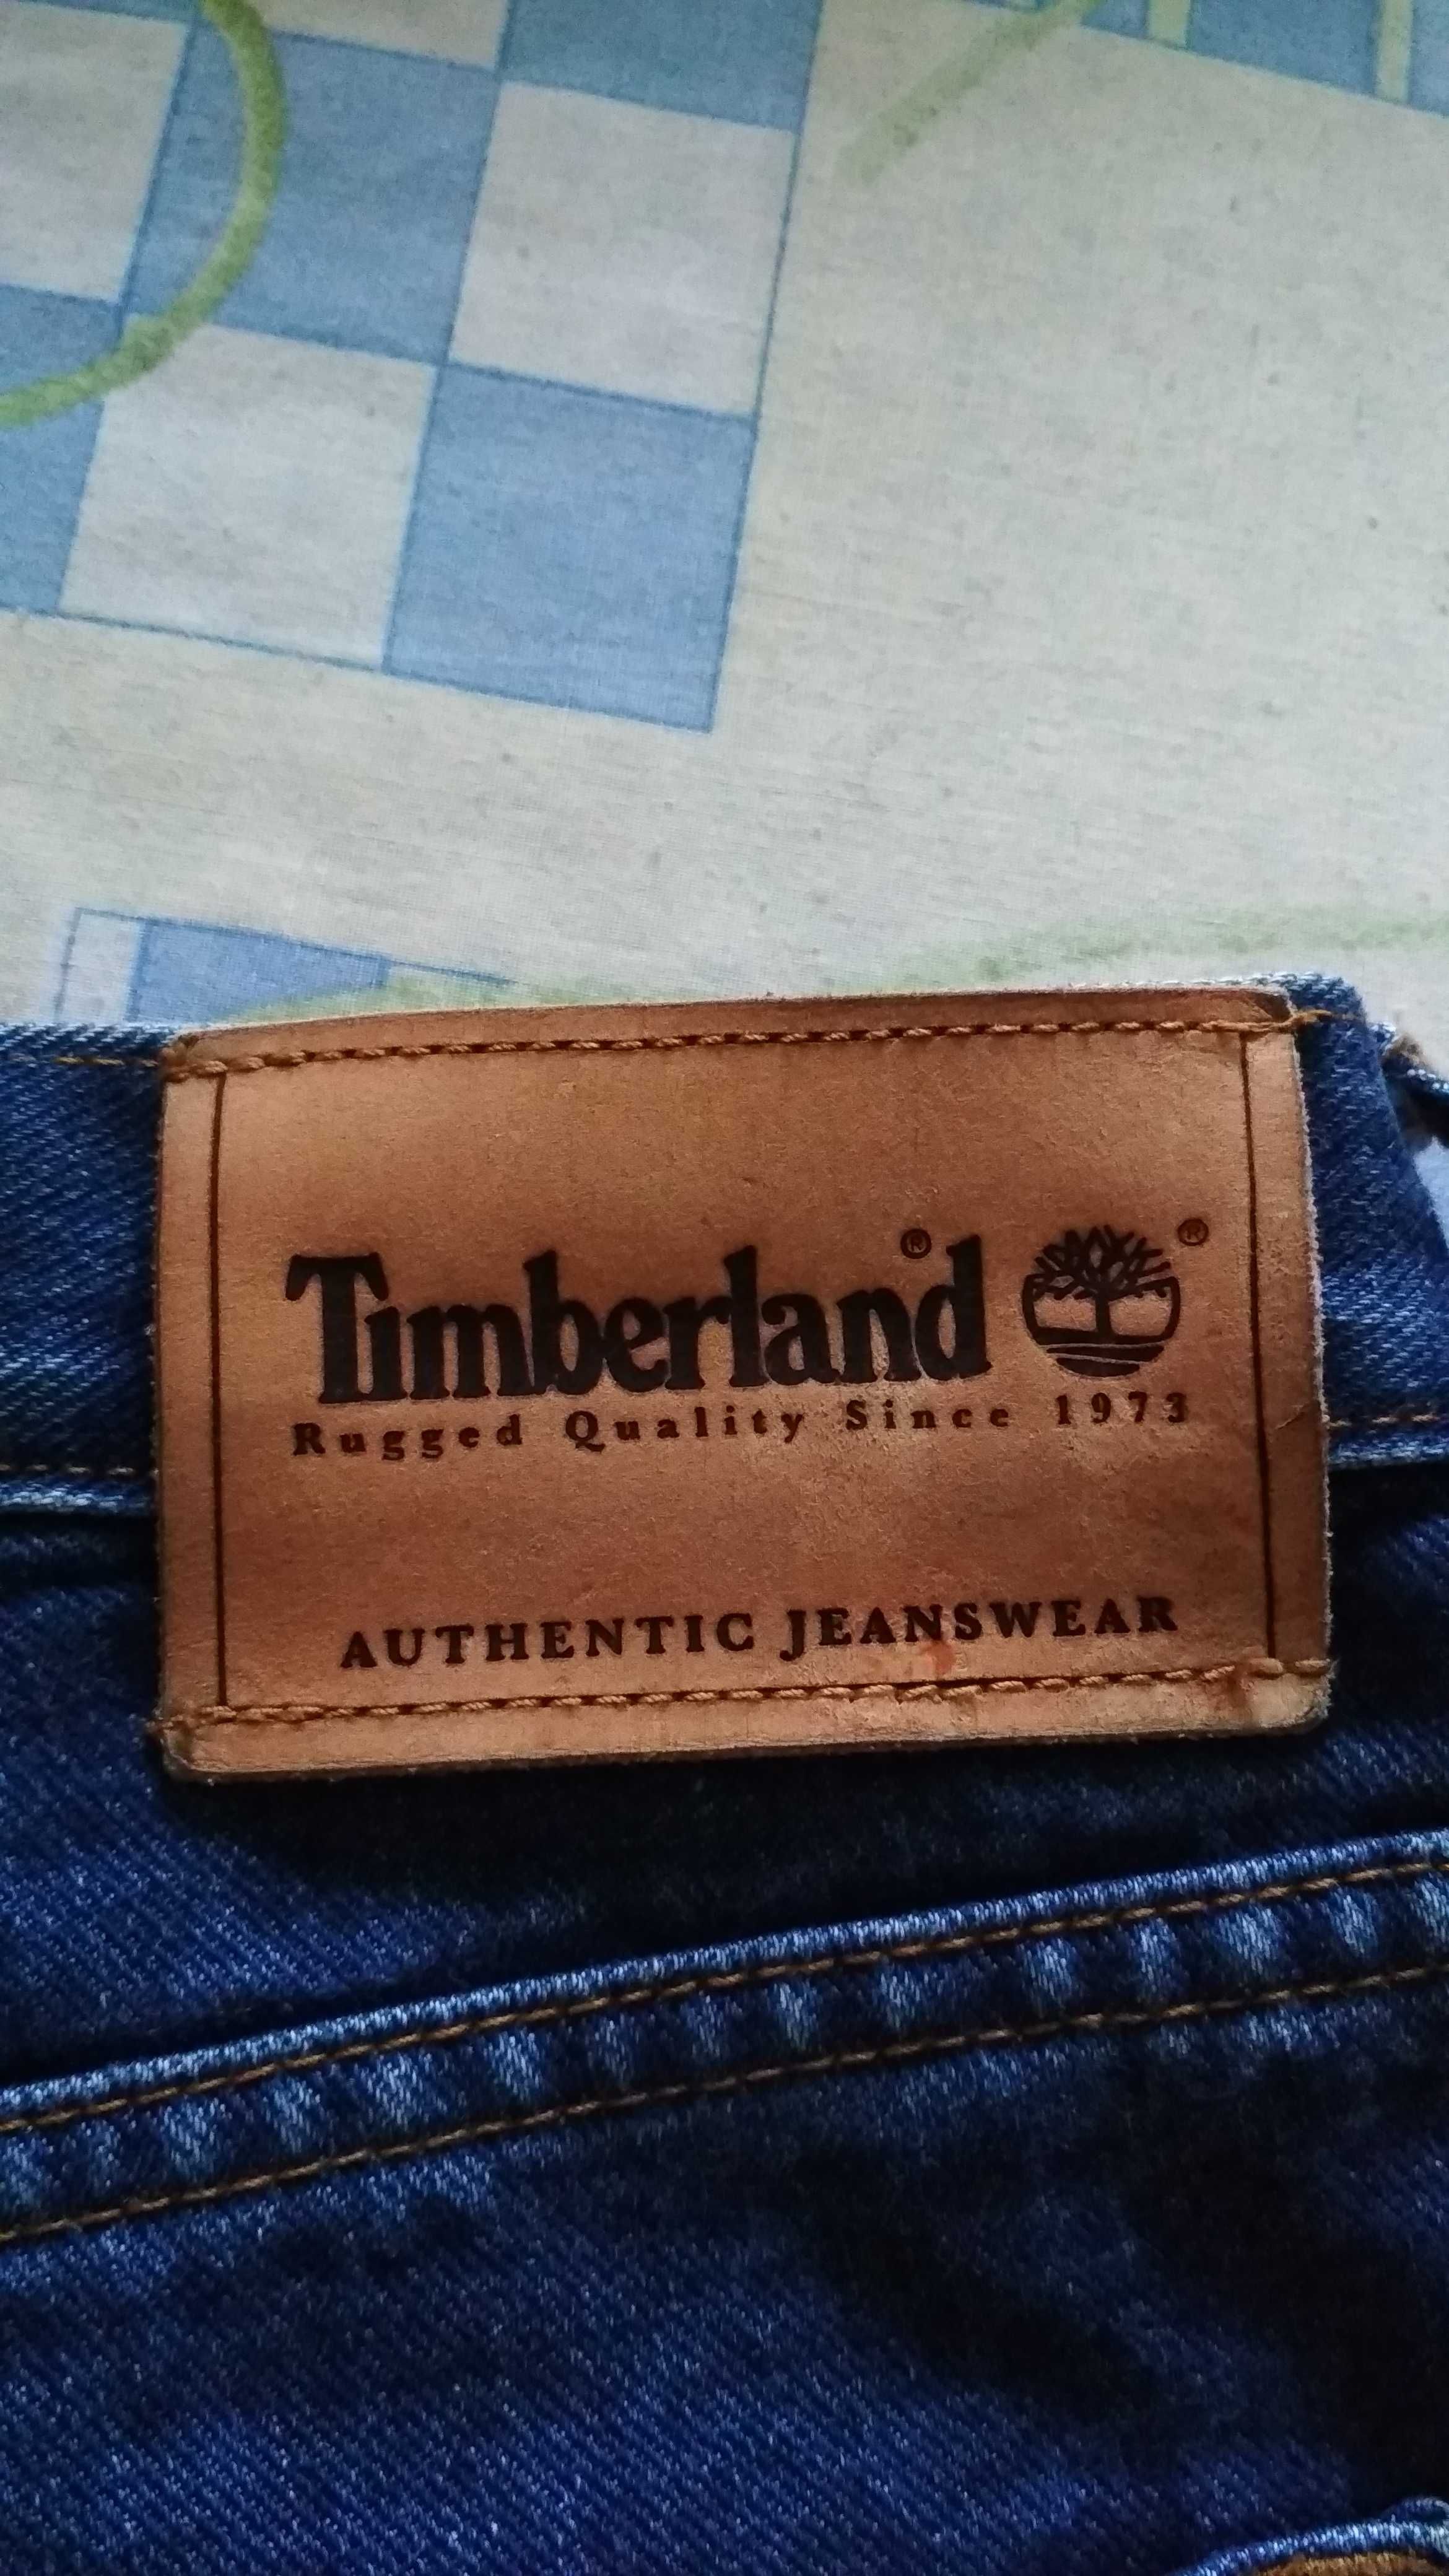 Timberland® ®
Rugged Quality Since 1973
AUTHENTIC JEANSWEAR